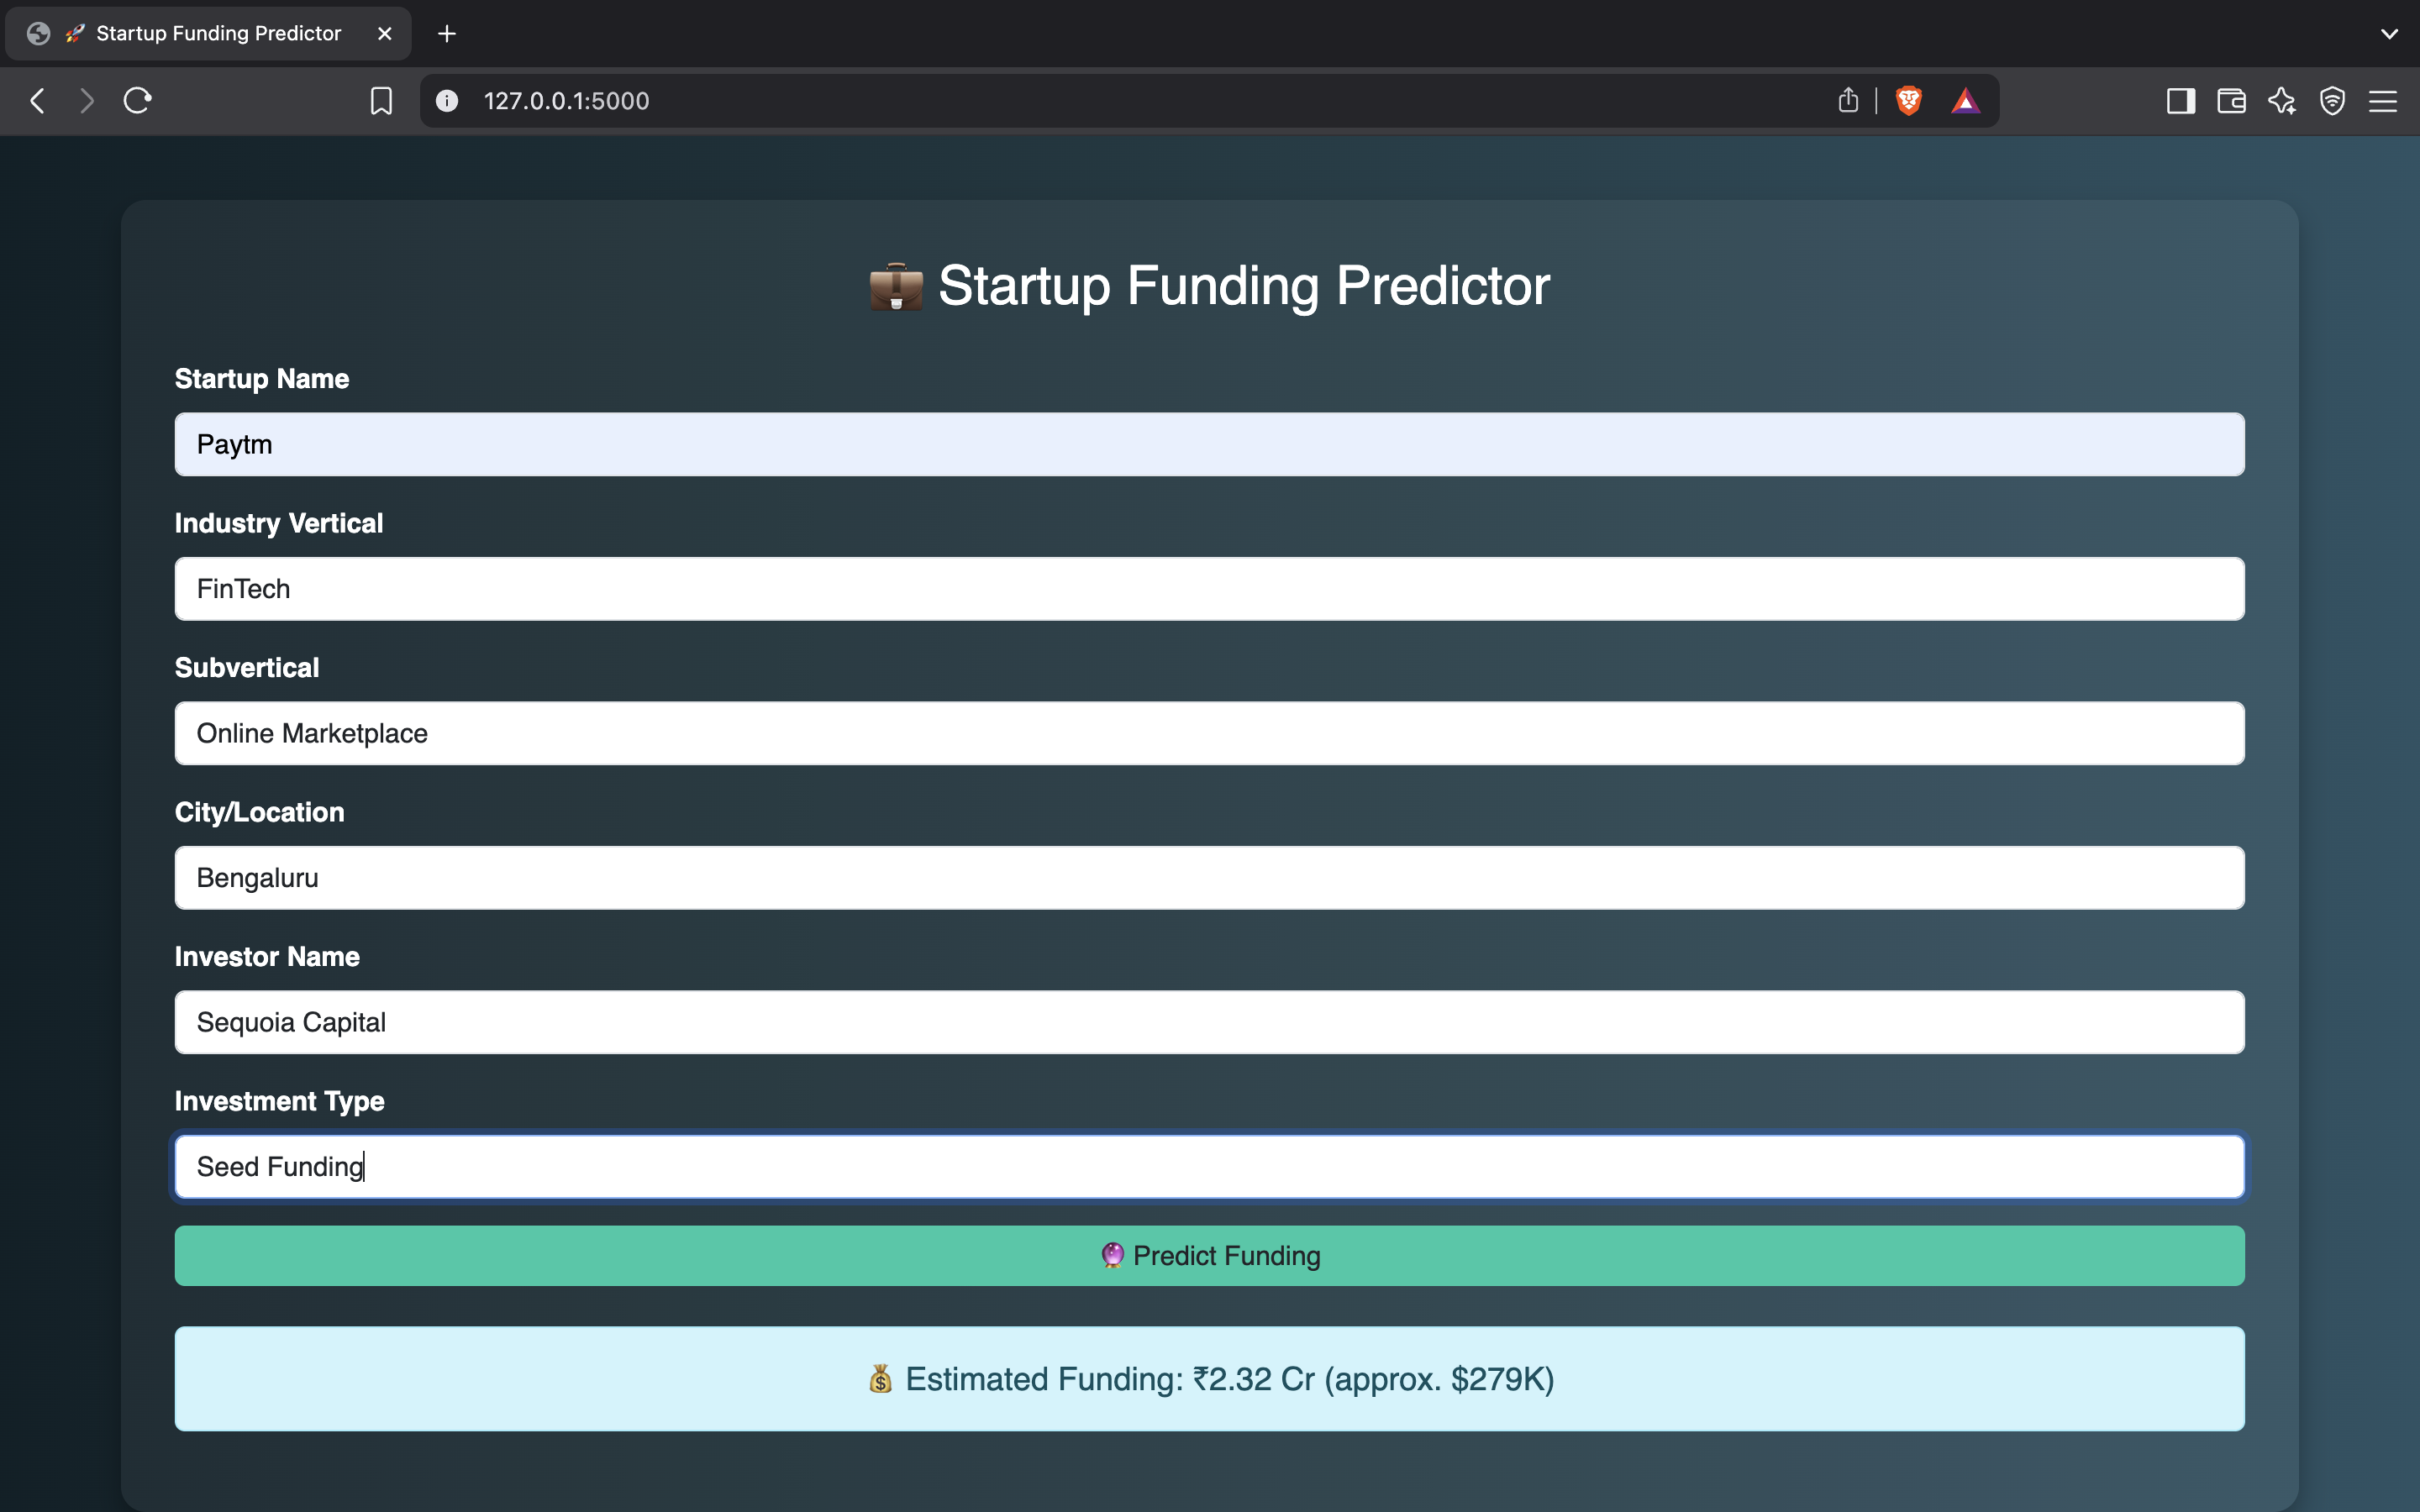 🚀 Startup Funding Predictor
127.0.0.1:5000
💼 Startup Funding Predictor
Startup Name
Paytm
Industry Vertical
FinTech
Subvertical
Online Marketplace
City/Location
Bengaluru
Investor Name
Sequoia Capital
Investment Type
Seed Funding
🔮 Predict Funding
💰 Estimated Funding: ₹2.32 Cr (approx. $279K)